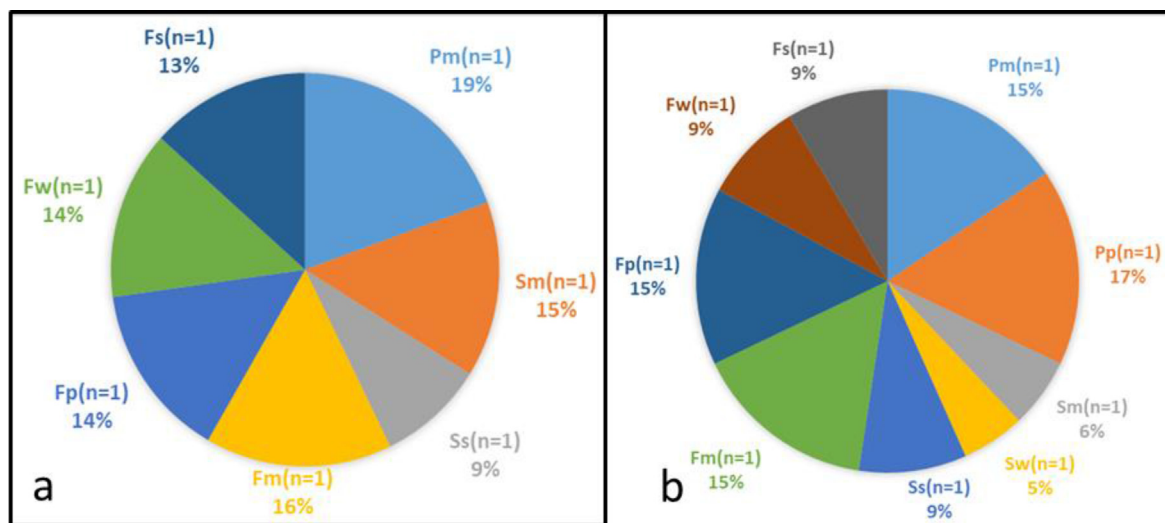 Fs(n=1)
13%
Pm(n=1)
19%
Fw(n=1)
14%
Sm(n=1)
15%
Fp(n=1)
14%
Ss(n=1)
9%
Fm(n=1)
16%
a
Fs(n=1)
9%
Pm(n=1)
15%
Fw(n=1)
9%
Fp(n=1)
15%
Pp(n=1)
17%
Sm(n=1)
6%
Fm(n=1)
15%
Sw(n=1)
5%
Ss(n=1)
9%
b